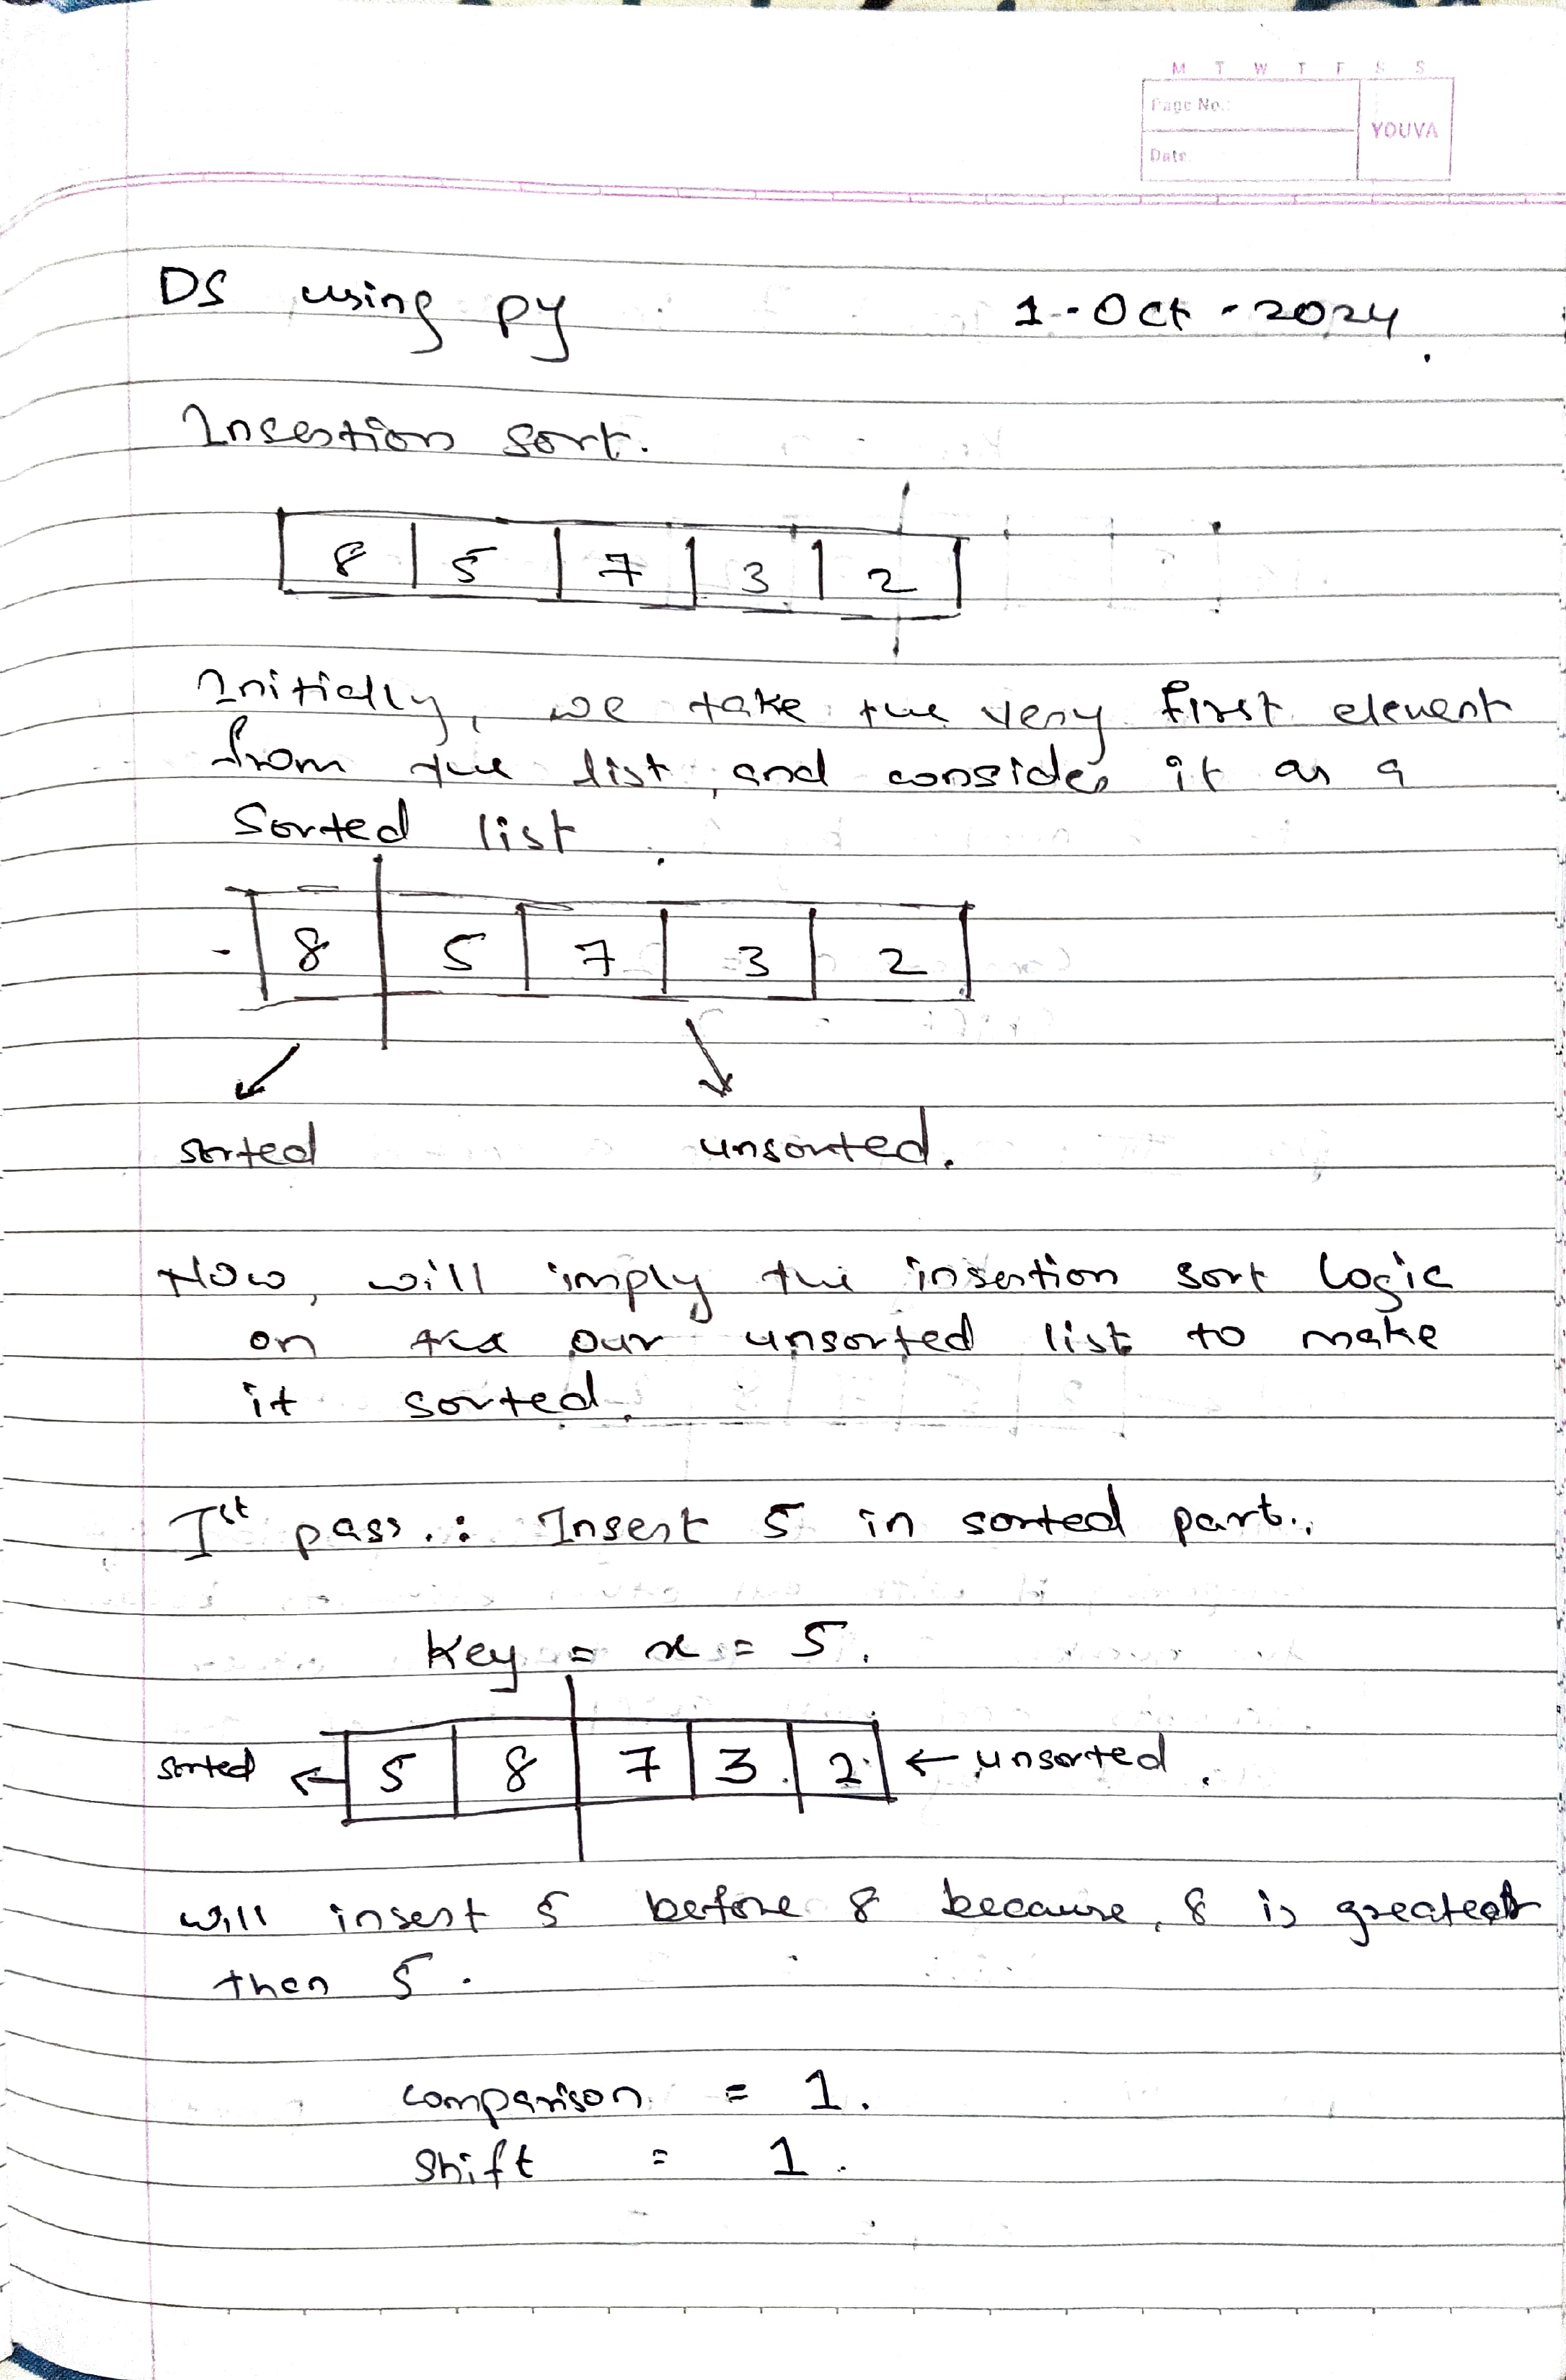 M T W T F S S
Page No.:
YOUVA
Date
DS using py 1-Oct-2024.
Insertion sort.
8 5 7 3 2
Initially, we take the very first element
from the list, and consider it as a
Sorted list.
8 5 7 3 2
sorted unsorted.
Now, will imply the insertion sort logic
on our unsorted list to make
it sorted.
Ist pass.: Insert 5 in sorted part.
Key = x = 5.
sorted ← 5 8 7 3 2 ← unsorted.
will insert 5 before 8 because, 8 is greater
then 5.
comparison = 1.
Shift = 1.